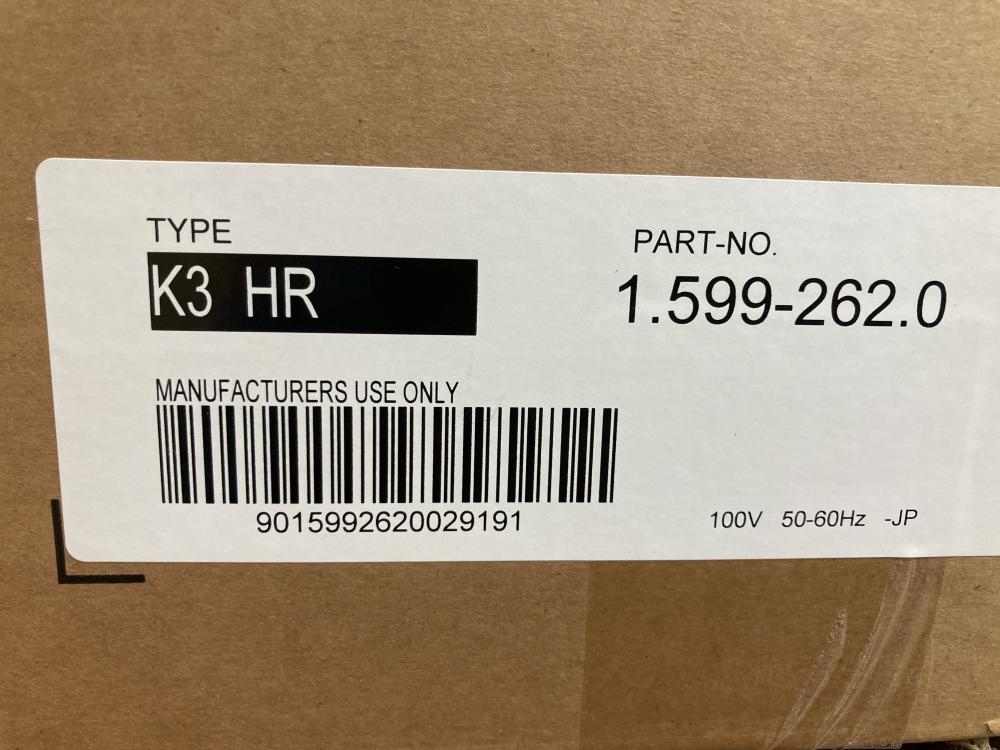 TYPE
K3 HR
PART-NO.
1.599-262.0
MANUFACTURERS USE ONLY
9015992620029191
100V 50-60Hz -JP